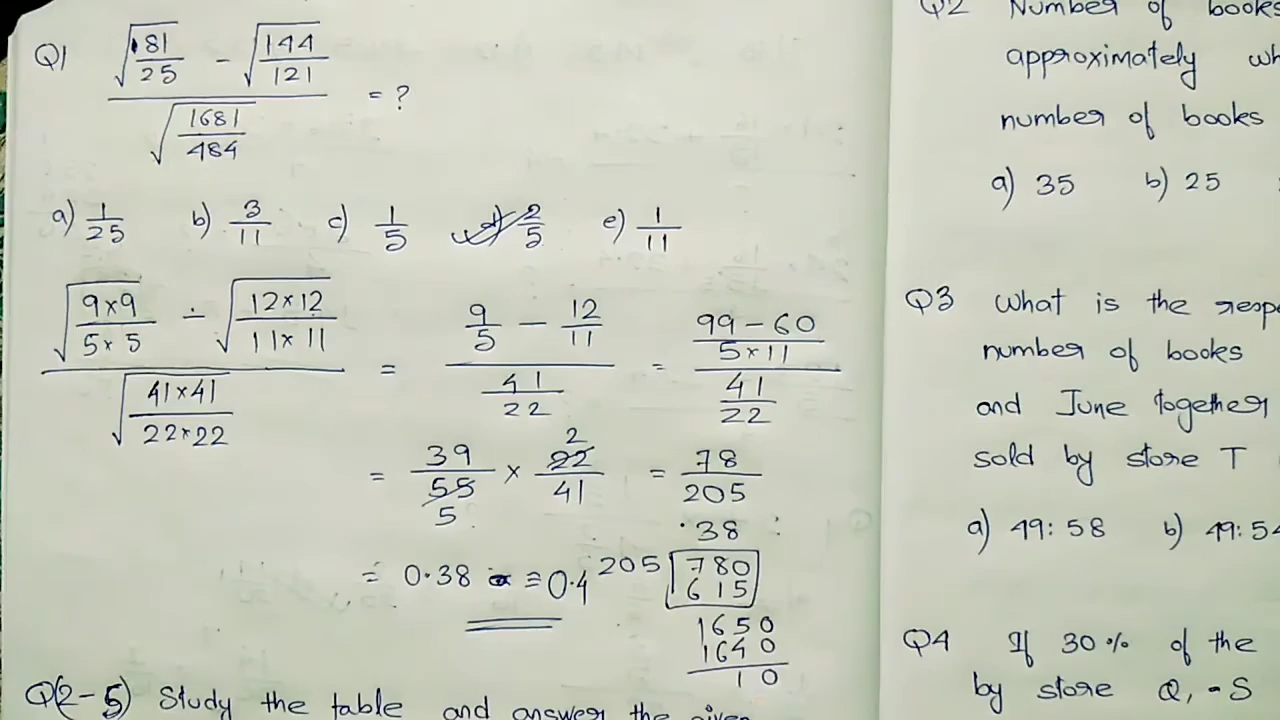 Q1 √(81/25) - √(144/121) / √(1681/484) = ?
a) 1/25 b) 3/11 c) 1/5 d) 2/5 e) 1/11
√(9×9/5×5) - √(12×12/11×11) / √(41×41/22×22) = 9/5 - 12/11 / 41/22 = 99-60/5×11 / 41/22
= 39/55 × 22/41 = 78/205
5 2
= 0.38 ≡ 0.4
.38
205 780
615
1650
1640
10
Q(2-5) Study the table and answer the given
Q2 Number of books
approximately wh
number of books
a) 35 b) 25
Q3 What is the resp
number of books
and June together
sold by store T
a) 49:58 b) 49:54
Q4 If 30% of the
by store Q, -S